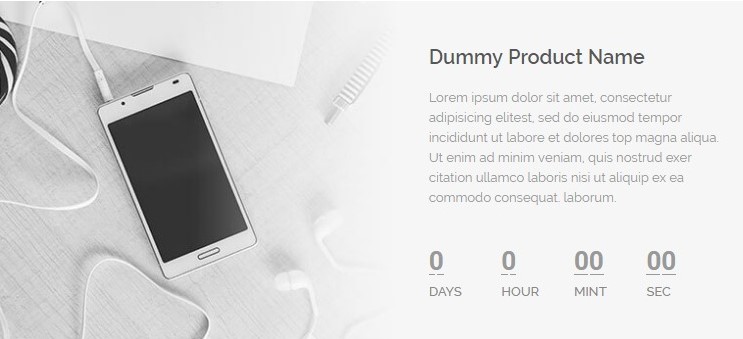 Dummy Product Name
Lorem ipsum dolor sit amet, consectetur
adipisicing elitest, sed do eiusmod tempor
incididunt ut labore et dolores top magna aliqua.
Ut enim ad minim veniam, quis nostrud exer
citation ullamco laboris nisi ut aliquip ex ea
commodo consequat. laborum.
0 0 00 00
DAYS HOUR MINT SEC